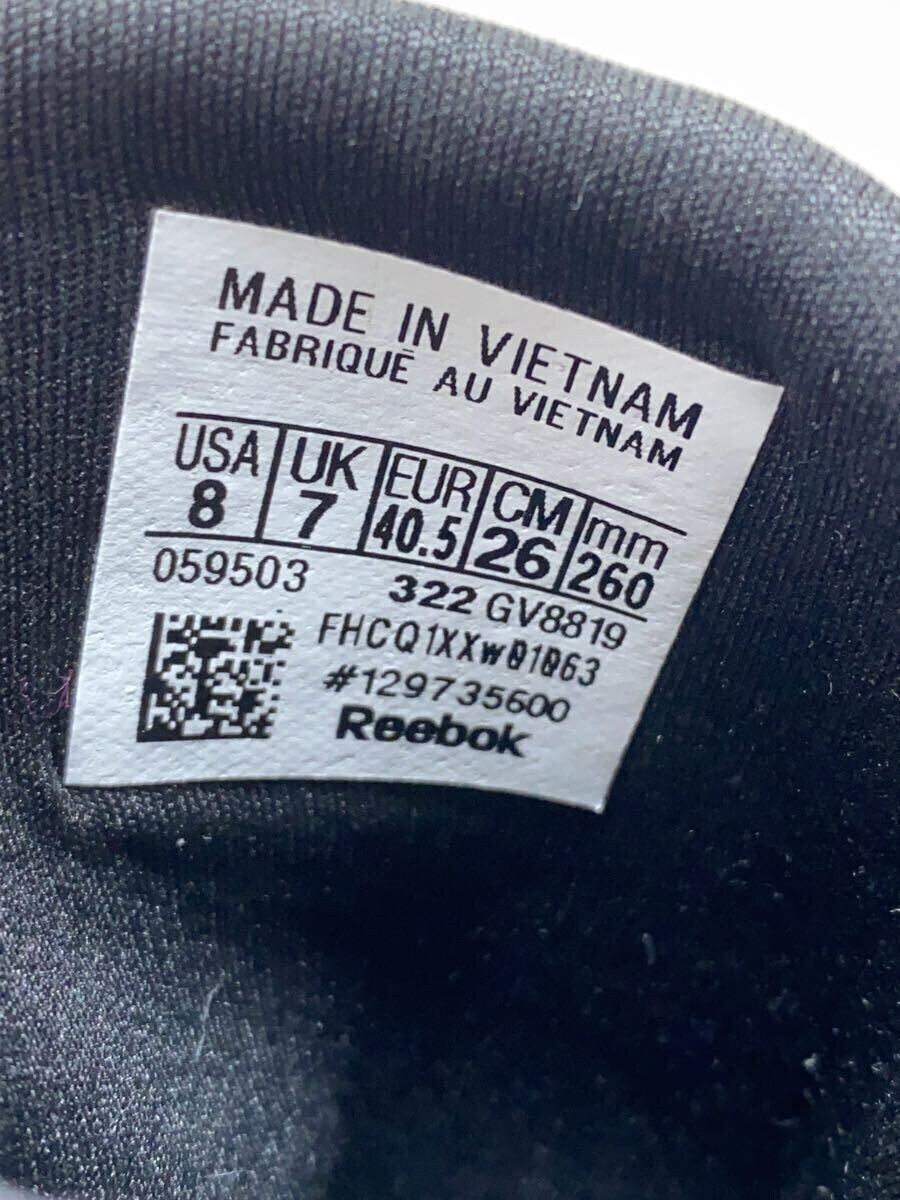 MADE IN VIETNAM
FABRIQUÉ AU VIETNAM
USA UK EUR CM mm
8 7 40.5 26 260
059503 322 GV8819
FHCQ1XXW01063
#129735600
Reebok